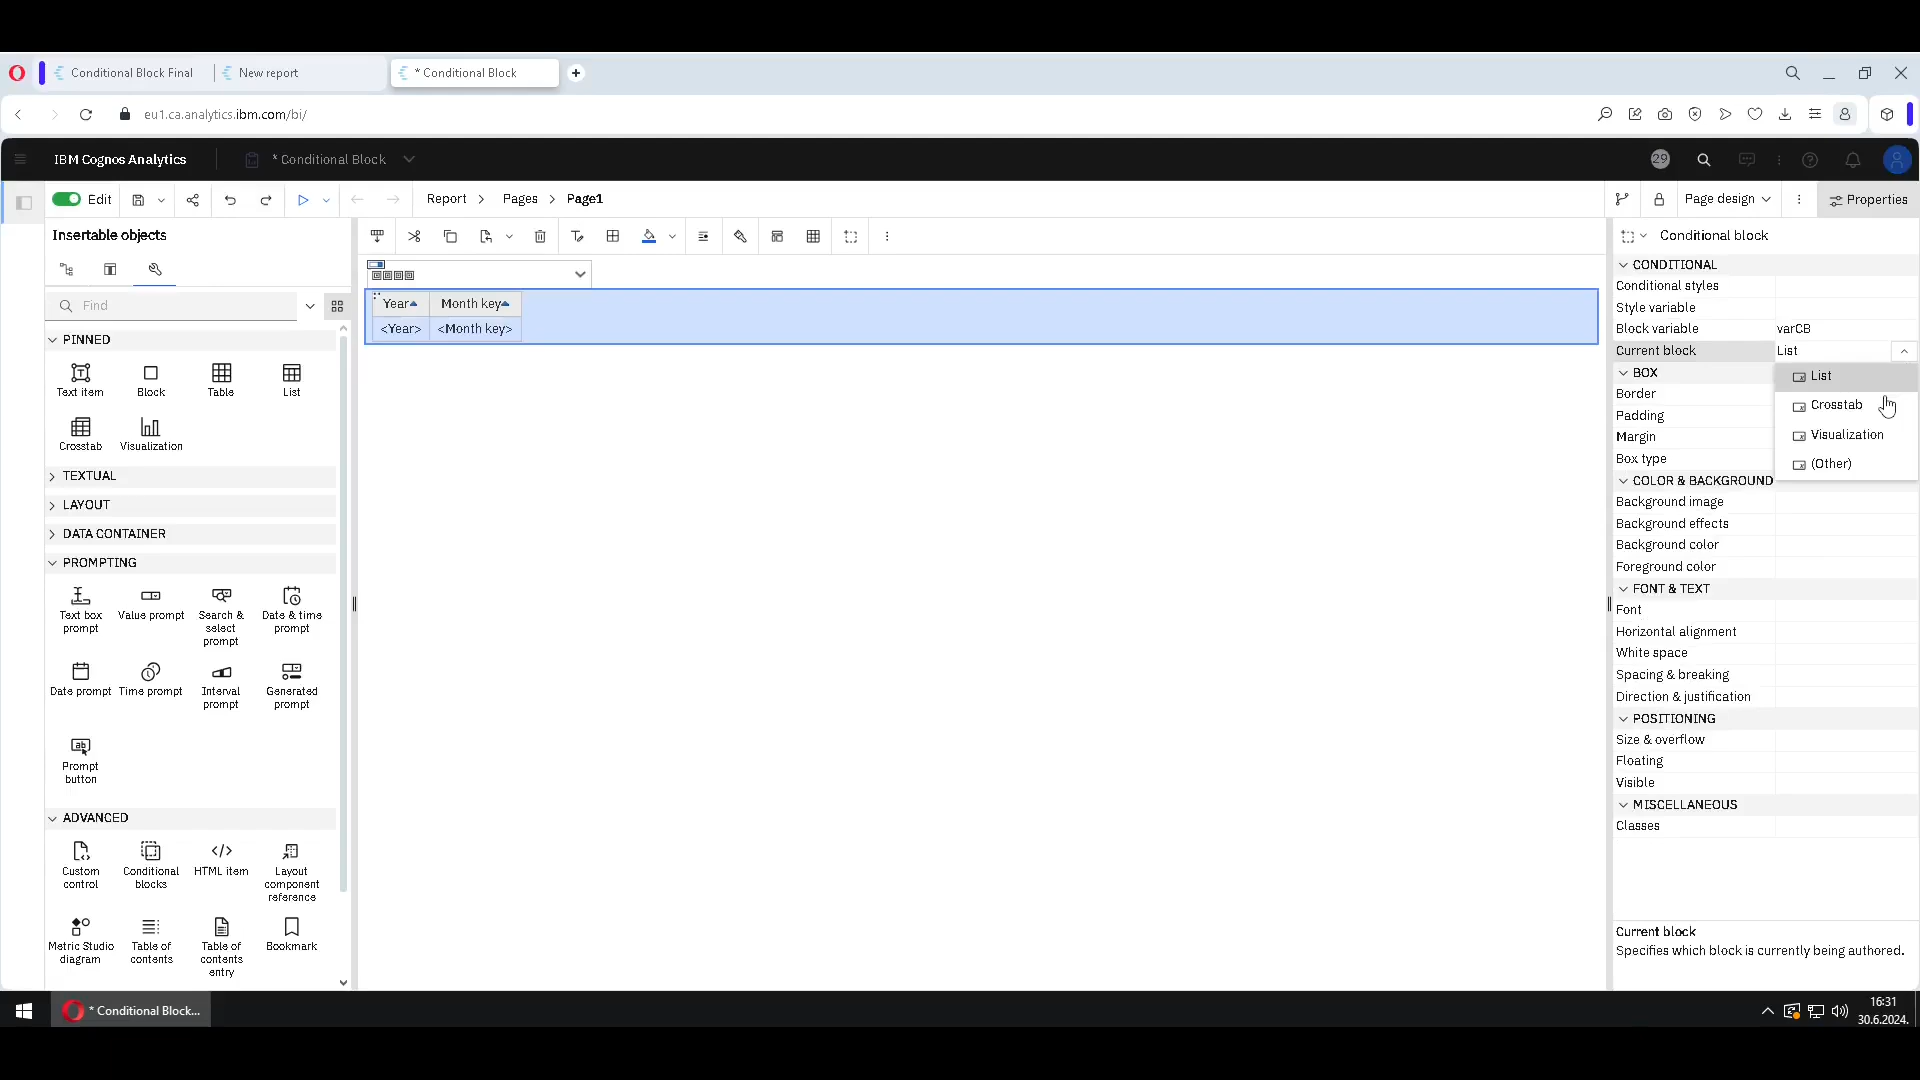 Conditional Block Final
New report
* Conditional Block
eu1.ca.analytics.ibm.com/bi/
IBM Cognos Analytics
* Conditional Block
29
Edit
Report
Pages
Page1
Page design
Properties
Insertable objects
Find
PINNED
Text item
Block
Table
List
Crosstab
Visualization
TEXTUAL
LAYOUT
DATA CONTAINER
PROMPTING
Text box prompt
Value prompt
Search & select prompt
Date & time prompt
Date prompt
Time prompt
Interval prompt
Generated prompt
Prompt button
ADVANCED
Custom control
Conditional blocks
HTML item
Layout component reference
Metric Studio diagram
Table of contents
Table of contents entry
Bookmark
Year
Month key
<Year>
<Month key>
Conditional block
CONDITIONAL
Conditional styles
Style variable
Block variable
varCB
Current block
List
List
Crosstab
Visualization
(Other)
BOX
Border
Padding
Margin
Box type
COLOR & BACKGROUND
Background image
Background effects
Background color
Foreground color
FONT & TEXT
Font
Horizontal alignment
White space
Spacing & breaking
Direction & justification
POSITIONING
Size & overflow
Floating
Visible
MISCELLANEOUS
Classes
Current block
Specifies which block is currently being authored.
* Conditional Block...
16:31
30.6.2024.